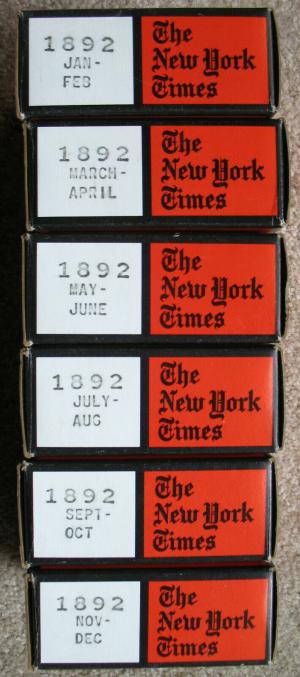 1892
JAN-
FEB
The
New York
Times
1892
MARCH-
APRIL
The
New York
Times
1892
MAY-
JUNE
The
New York
Times
1892
JULY-
AUG
The
New York
Times
1892
SEPT-
OCT
The
New York
Times
1892
NOV-
DEC
The
New York
Times